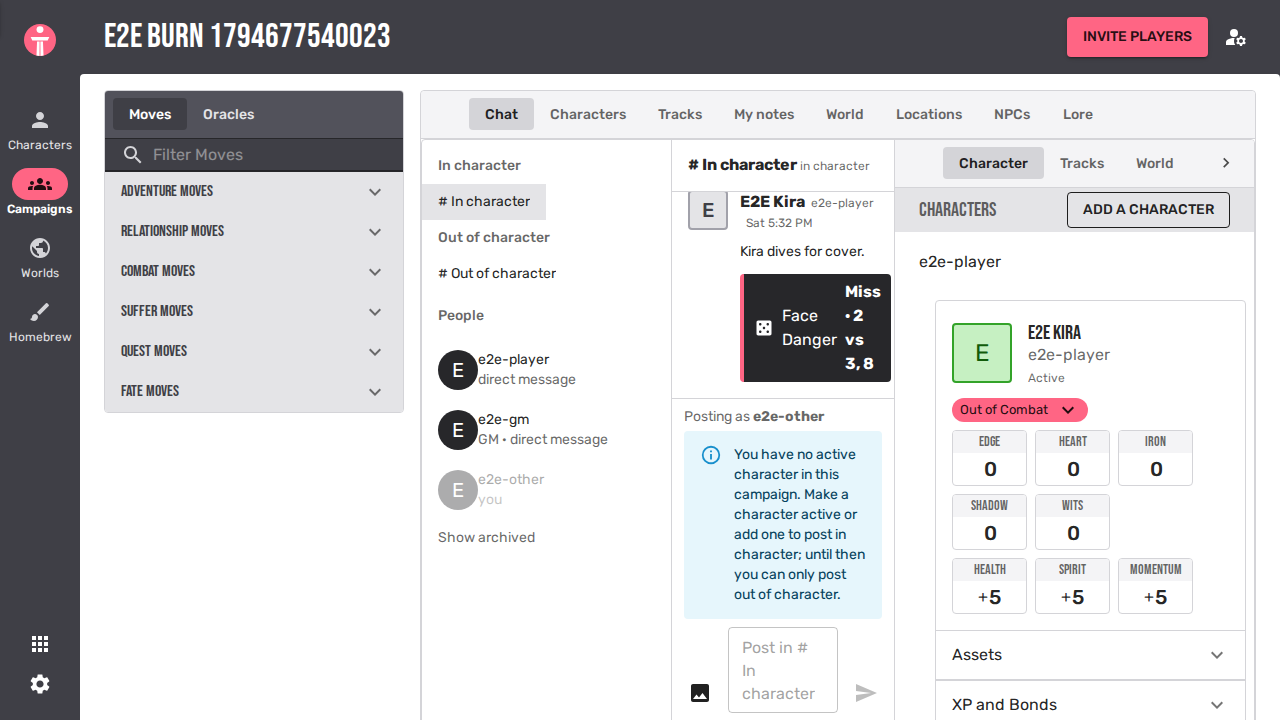 E2E BURN 1794677540023
INVITE PLAYERS
Characters
Campaigns
Worlds
Homebrew
Moves
Oracles
Filter Moves
ADVENTURE MOVES
RELATIONSHIP MOVES
COMBAT MOVES
SUFFER MOVES
QUEST MOVES
FATE MOVES
Chat
Characters
Tracks
My notes
World
Locations
NPCs
Lore
In character
# In character
Out of character
# Out of character
People
E
e2e-player
direct message
E
e2e-gm
GM • direct message
E
e2e-other
you
Show archived
# In character in character
E
E2E Kira e2e-player
Sat 5:32 PM
Kira dives for cover.
Face
Danger
Miss
• 2
vs
3, 8
Posting as e2e-other
You have no active
character in this
campaign. Make a
character active or
add one to post in
character; until then
you can only post
out of character.
Post in #
In
character
Character
Tracks
World
CHARACTERS
ADD A CHARACTER
e2e-player
E
E2E KIRA
e2e-player
Active
Out of Combat
EDGE
0
HEART
0
IRON
0
SHADOW
0
WITS
0
HEALTH
+5
SPIRIT
+5
MOMENTUM
+5
Assets
XP and Bonds